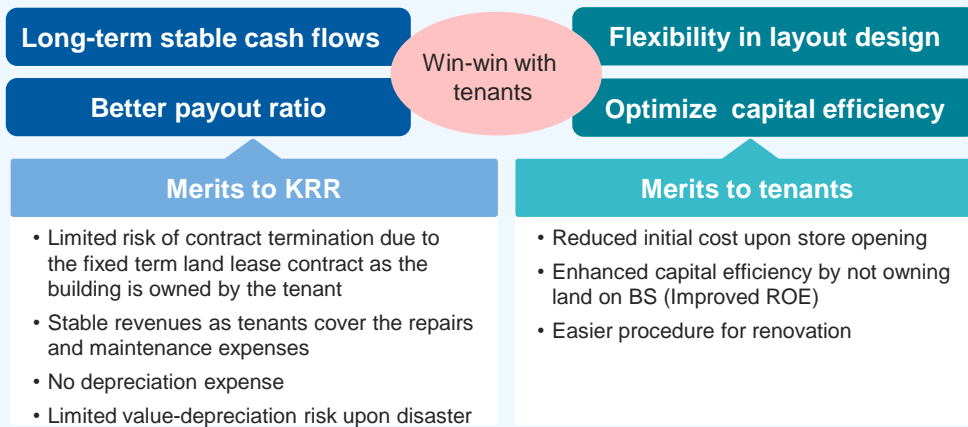 Long-term stable cash flows
Better payout ratio
Win-win with
tenants
Flexibility in layout design
Optimize capital efficiency
Merits to KRR
• Limited risk of contract termination due to
the fixed term land lease contract as the
building is owned by the tenant
• Stable revenues as tenants cover the repairs
and maintenance expenses
• No depreciation expense
• Limited value-depreciation risk upon disaster
Merits to tenants
• Reduced initial cost upon store opening
• Enhanced capital efficiency by not owning
land on BS (Improved ROE)
• Easier procedure for renovation